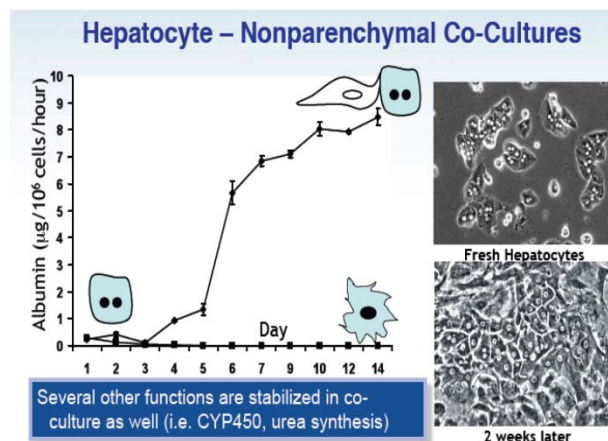 Hepatocyte – Nonparenchymal Co-Cultures
Albumin (µg/10⁶ cells/hour)
10
9
8
7
6
5
4
3
2
1
0
Day
1 2 3 4 5 6 7 9 10 12 14
Fresh Hepatocytes
2 weeks later
Several other functions are stabilized in co-
culture as well (i.e. CYP450, urea synthesis)